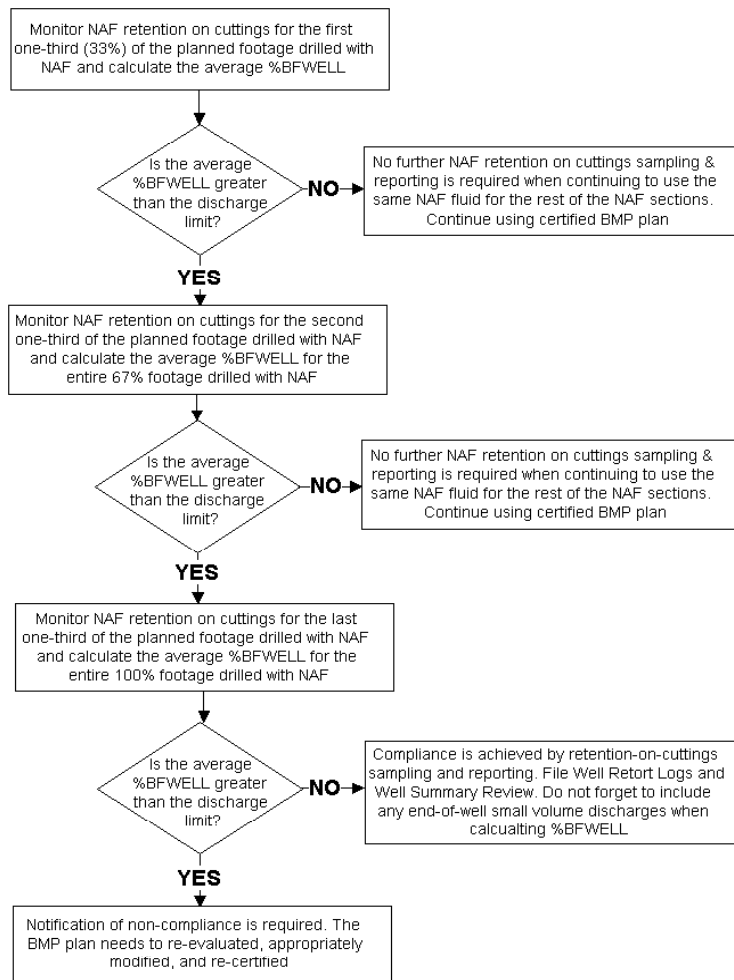 Monitor NAF retention on cuttings for the first
one-third (33%) of the planned footage drilled with
NAF and calculate the average %BFWELL
Is the average
%BFWELL greater
than the discharge
limit?
NO
No further NAF retention on cuttings sampling &
reporting is required when continuing to use the
same NAF fluid for the rest of the NAF sections.
Continue using certified BMP plan
YES
Monitor NAF retention on cuttings for the second
one-third of the planned footage drilled with NAF
and calculate the average %BFWELL for the
entire 67% footage drilled with NAF
Is the average
%BFWELL greater
than the discharge
limit?
NO
No further NAF retention on cuttings sampling &
reporting is required when continuing to use the
same NAF fluid for the rest of the NAF sections.
Continue using certified BMP plan
YES
Monitor NAF retention on cuttings for the last
one-third of the planned footage drilled with NAF
and calculate the average %BFWELL for the
entire 100% footage drilled with NAF
Is the average
%BFWELL greater
than the discharge
limit?
NO
Compliance is achieved by retention-on-cuttings
sampling and reporting. File Well Retort Logs and
Well Summary Review. Do not forget to include
any end-of-well small volume discharges when
calcualting %BFWELL
YES
Notification of non-compliance is required. The
BMP plan needs to re-evaluated, appropriately
modified, and re-certified